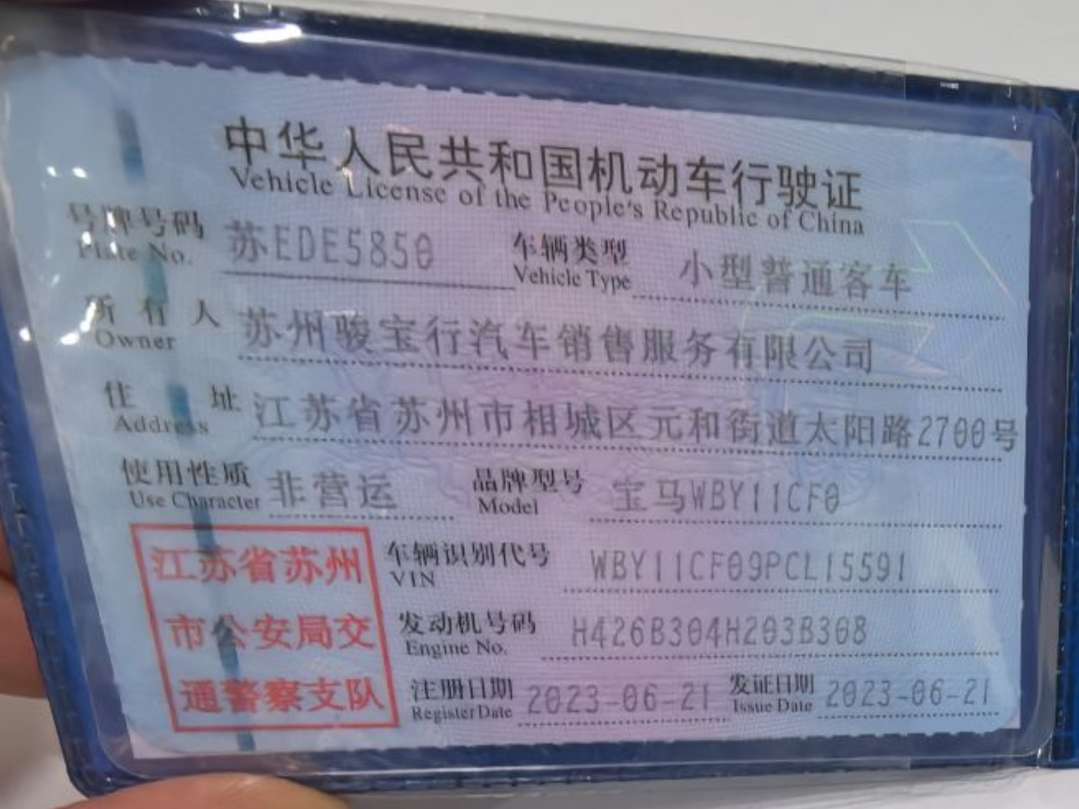 中华人民共和国机动车行驶证
Vehicle License of the People's Republic of China
号牌号码 苏EDE5850 车辆类型 小型普通客车
Plate No. Vehicle Type
所有人 苏州骏宝行汽车销售服务有限公司
Owner
住址 江苏省苏州市相城区元和街道太阳路2700号
Address
使用性质 非营运 品牌型号 宝马WBY11CF0
Use Character Model
江苏省苏州 车辆识别代号 WBY11CF09PCL15591
VIN
市公安局交 发动机号码 H426B304H203B308
Engine No.
通警察支队 注册日期 2023-06-21 发证日期 2023-06-21
Register Date Issue Date